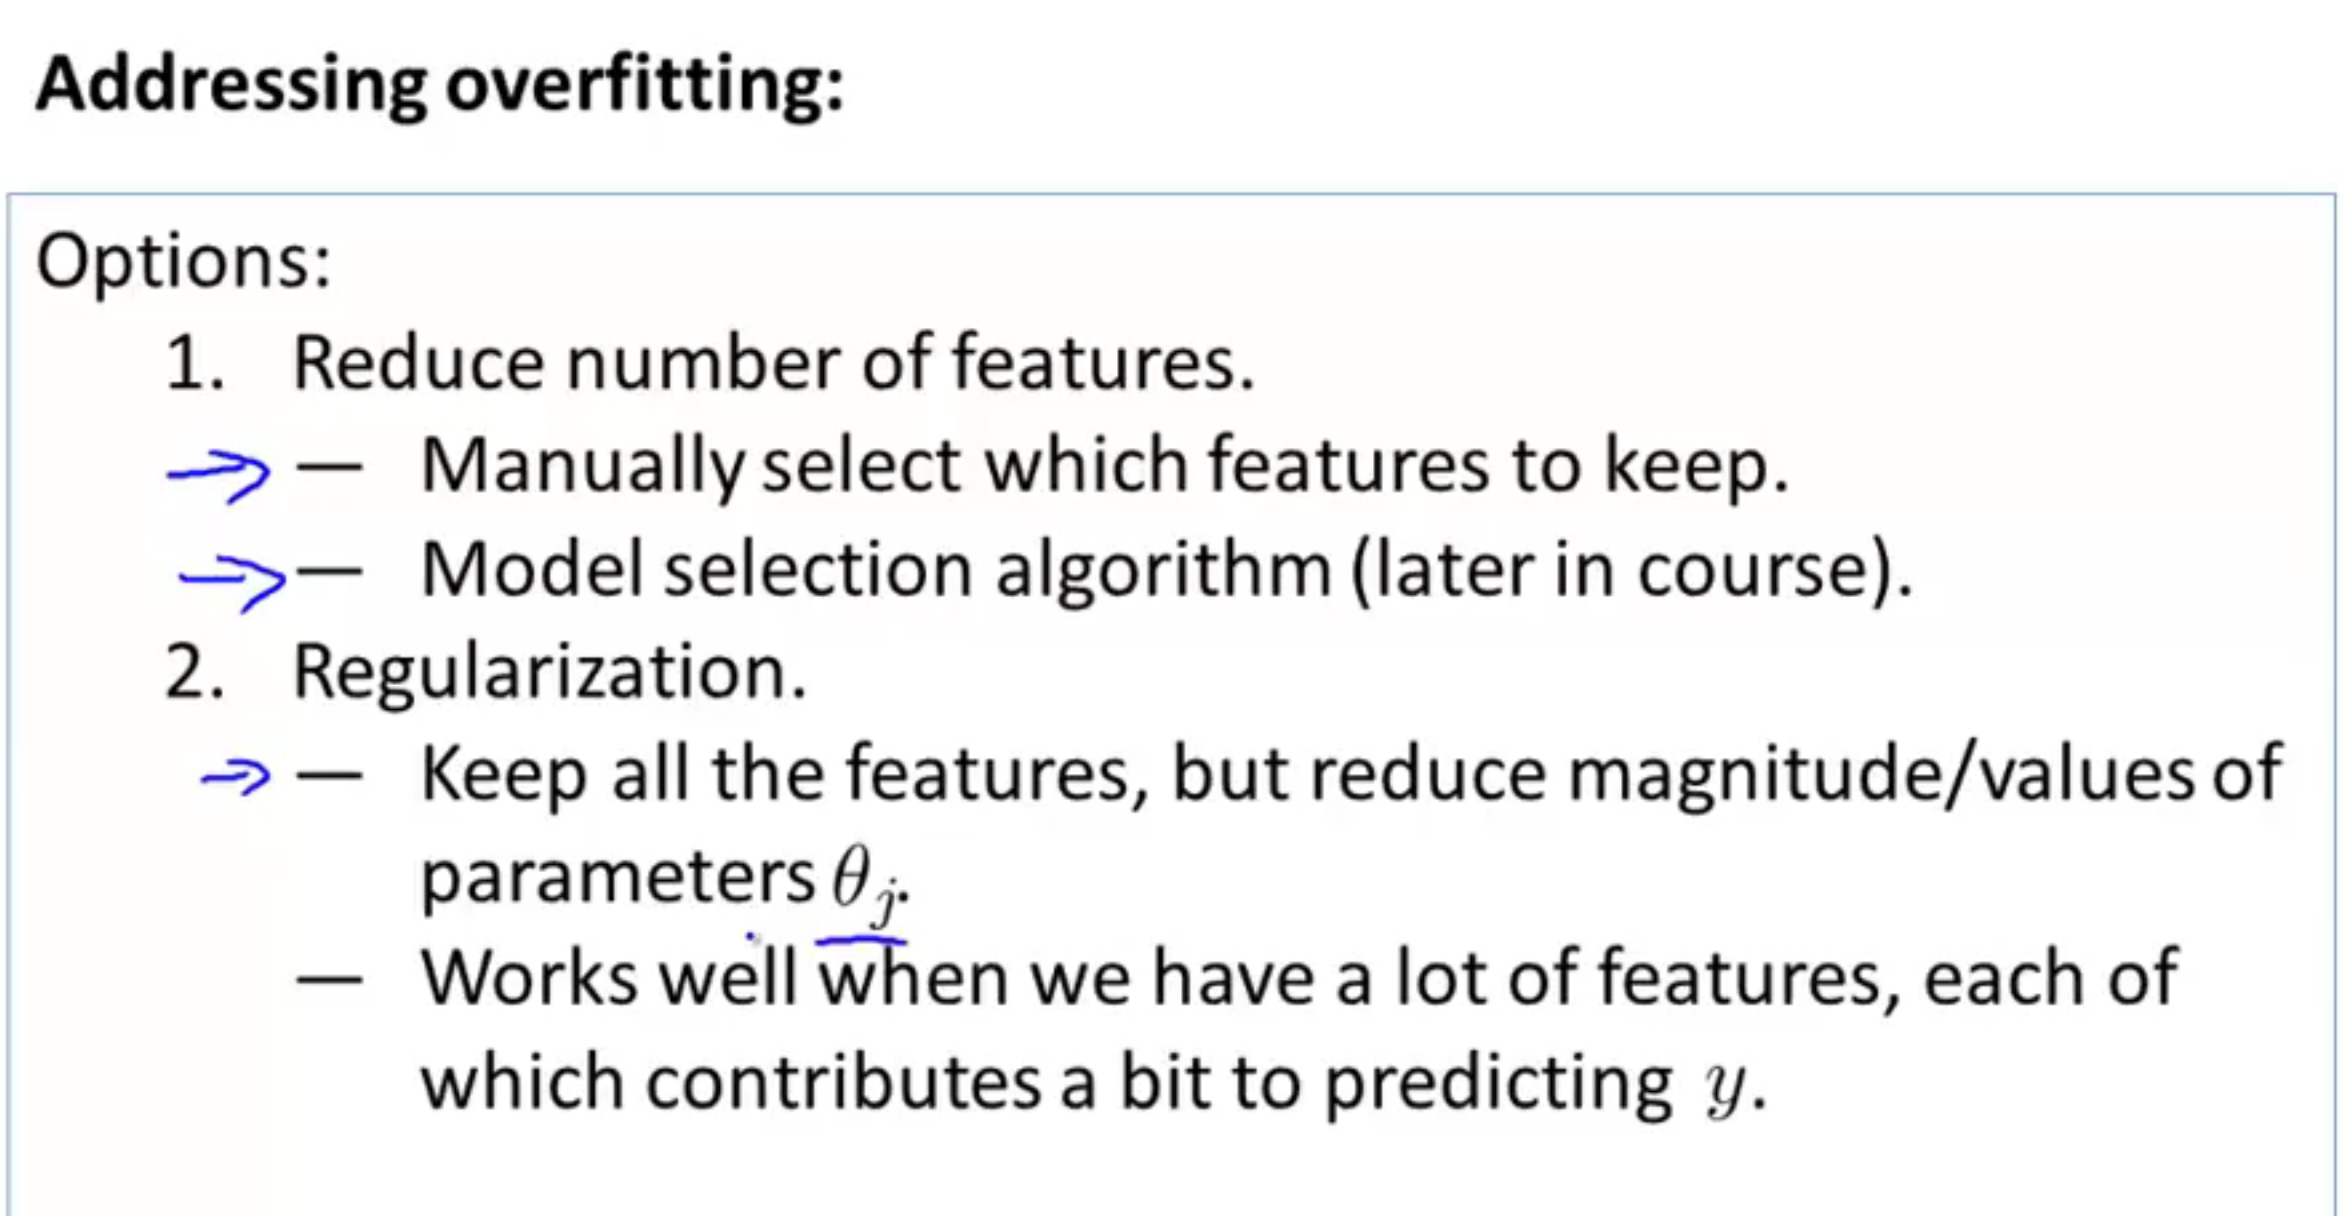 Addressing overfitting:
Options:
1. Reduce number of features.
— Manually select which features to keep.
— Model selection algorithm (later in course).
2. Regularization.
— Keep all the features, but reduce magnitude/values of
parameters θj.
— Works well when we have a lot of features, each of
which contributes a bit to predicting y.